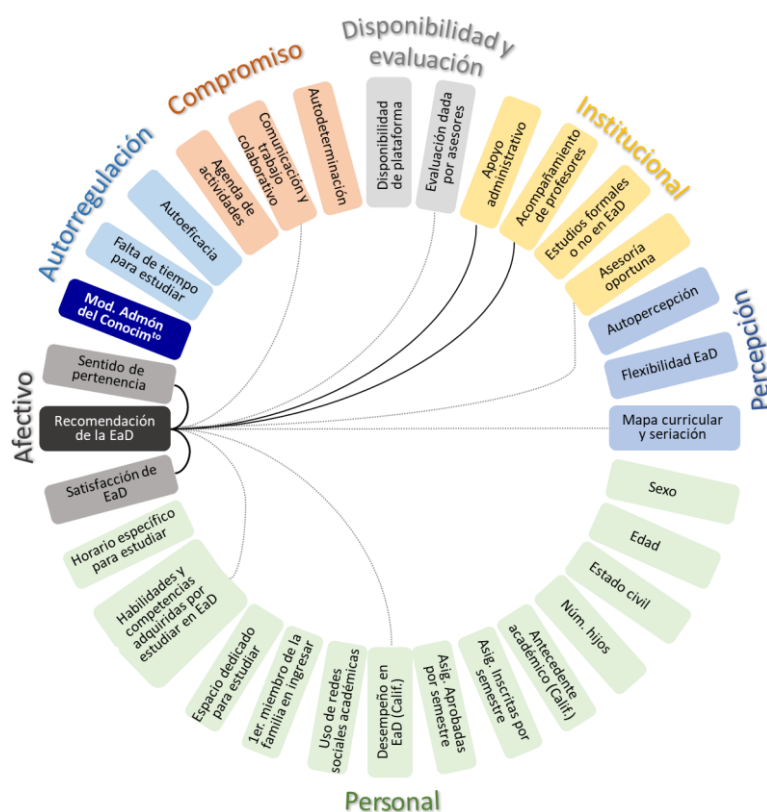 Disponibilidad y
evaluación
Disponibilidad
de plataforma
Evaluación dada
por asesores
Institucional
Apoyo
administrativo
Acompañamiento
de profesores
Estudios formales
o no en EaD
Asesoría
oportuna
Percepción
Autopercepción
Flexibilidad EaD
Mapa curricular
y seriación
Sexo
Edad
Estado civil
Núm. hijos
Antecedente
académico (Calif.)
Asig. Inscritas por
semestre
Asig. Aprobadas
por semestre
Desempeño en
EaD (Calif.)
Uso de redes
sociales académicas
1er. miembro de la
familia en ingresar
Espacio dedicado
para estudiar
Habilidades y
competencias
adquiridas por
estudiar en EaD
Horario específico
para estudiar
Personal
Afectivo
Satisfacción de
EaD
Recomendación
de la EaD
Sentido de
pertenencia
Mod. Admón
del Conocimto
Autorregulación
Falta de tiempo
para estudiar
Autoeficacia
Compromiso
Agenda de
actividades
Comunicación y
trabajo
colaborativo
Autodeterminación